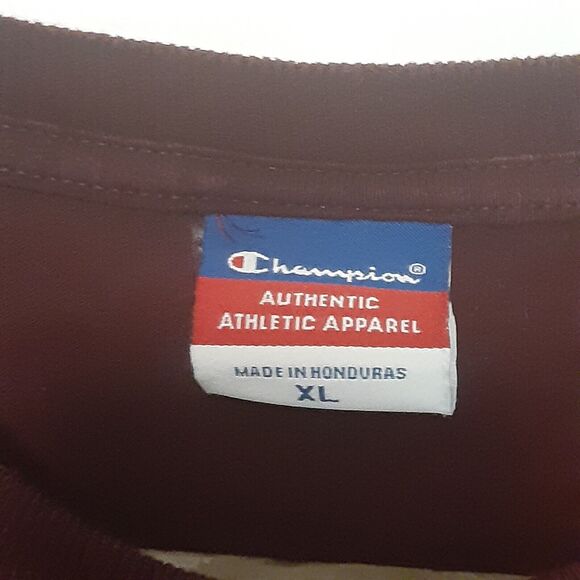 Champion®
AUTHENTIC
ATHLETIC APPAREL
MADE IN HONDURAS
XL